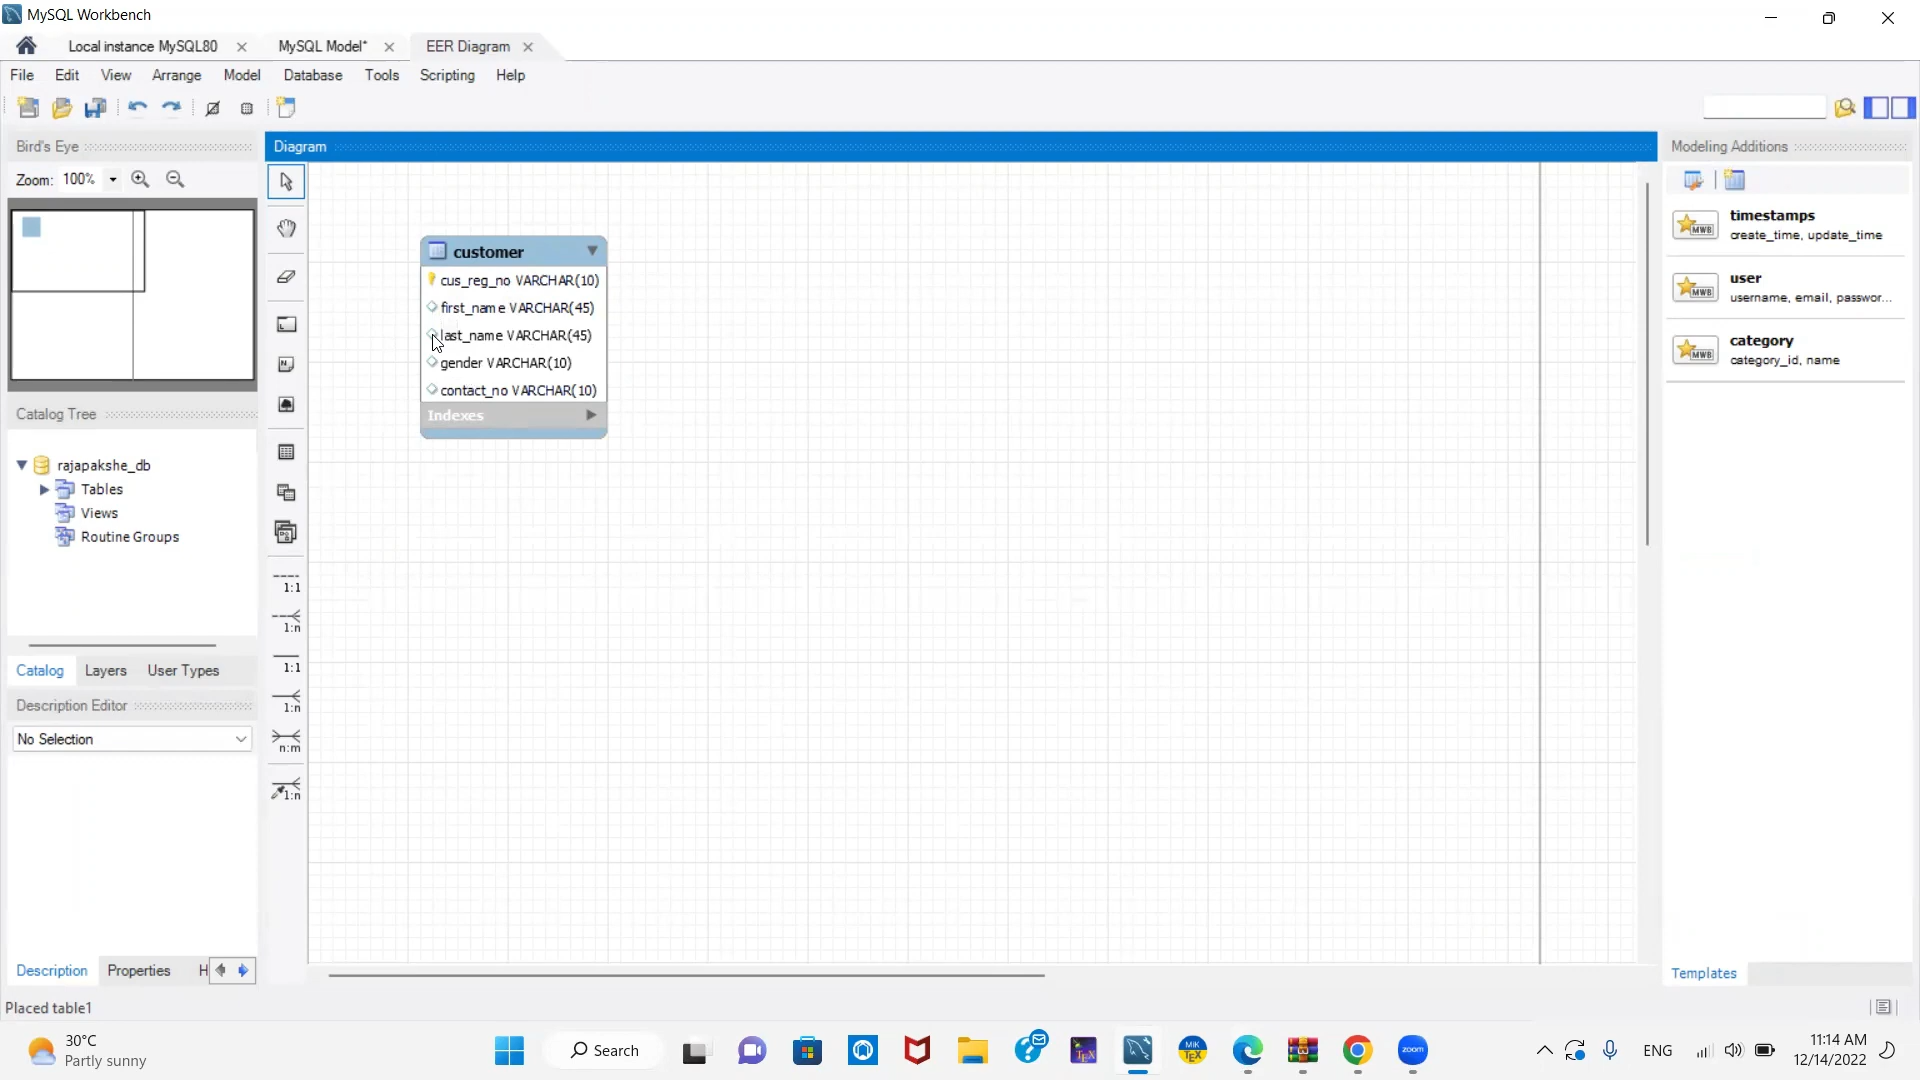 MySQL Workbench
Local instance MySQL80
MySQL Model*
EER Diagram
File Edit View Arrange Model Database Tools Scripting Help
Bird's Eye
Diagram
Modeling Additions
Zoom: 100%
timestamps
create_time, update_time
user
username, email, passwor...
category
category_id, name
customer
cus_reg_no VARCHAR(10)
first_name VARCHAR(45)
last_name VARCHAR(45)
gender VARCHAR(10)
contact_no VARCHAR(10)
Indexes
Catalog Tree
rajapakshe_db
Tables
Views
Routine Groups
1:1
1:n
1:1
1:n
n:m
1:n
Catalog Layers User Types
Description Editor
No Selection
Description Properties H
Templates
Placed table1
30°C
Partly sunny
Search
TEX
MiK
TEX
zoom
ENG
11:14 AM
12/14/2022